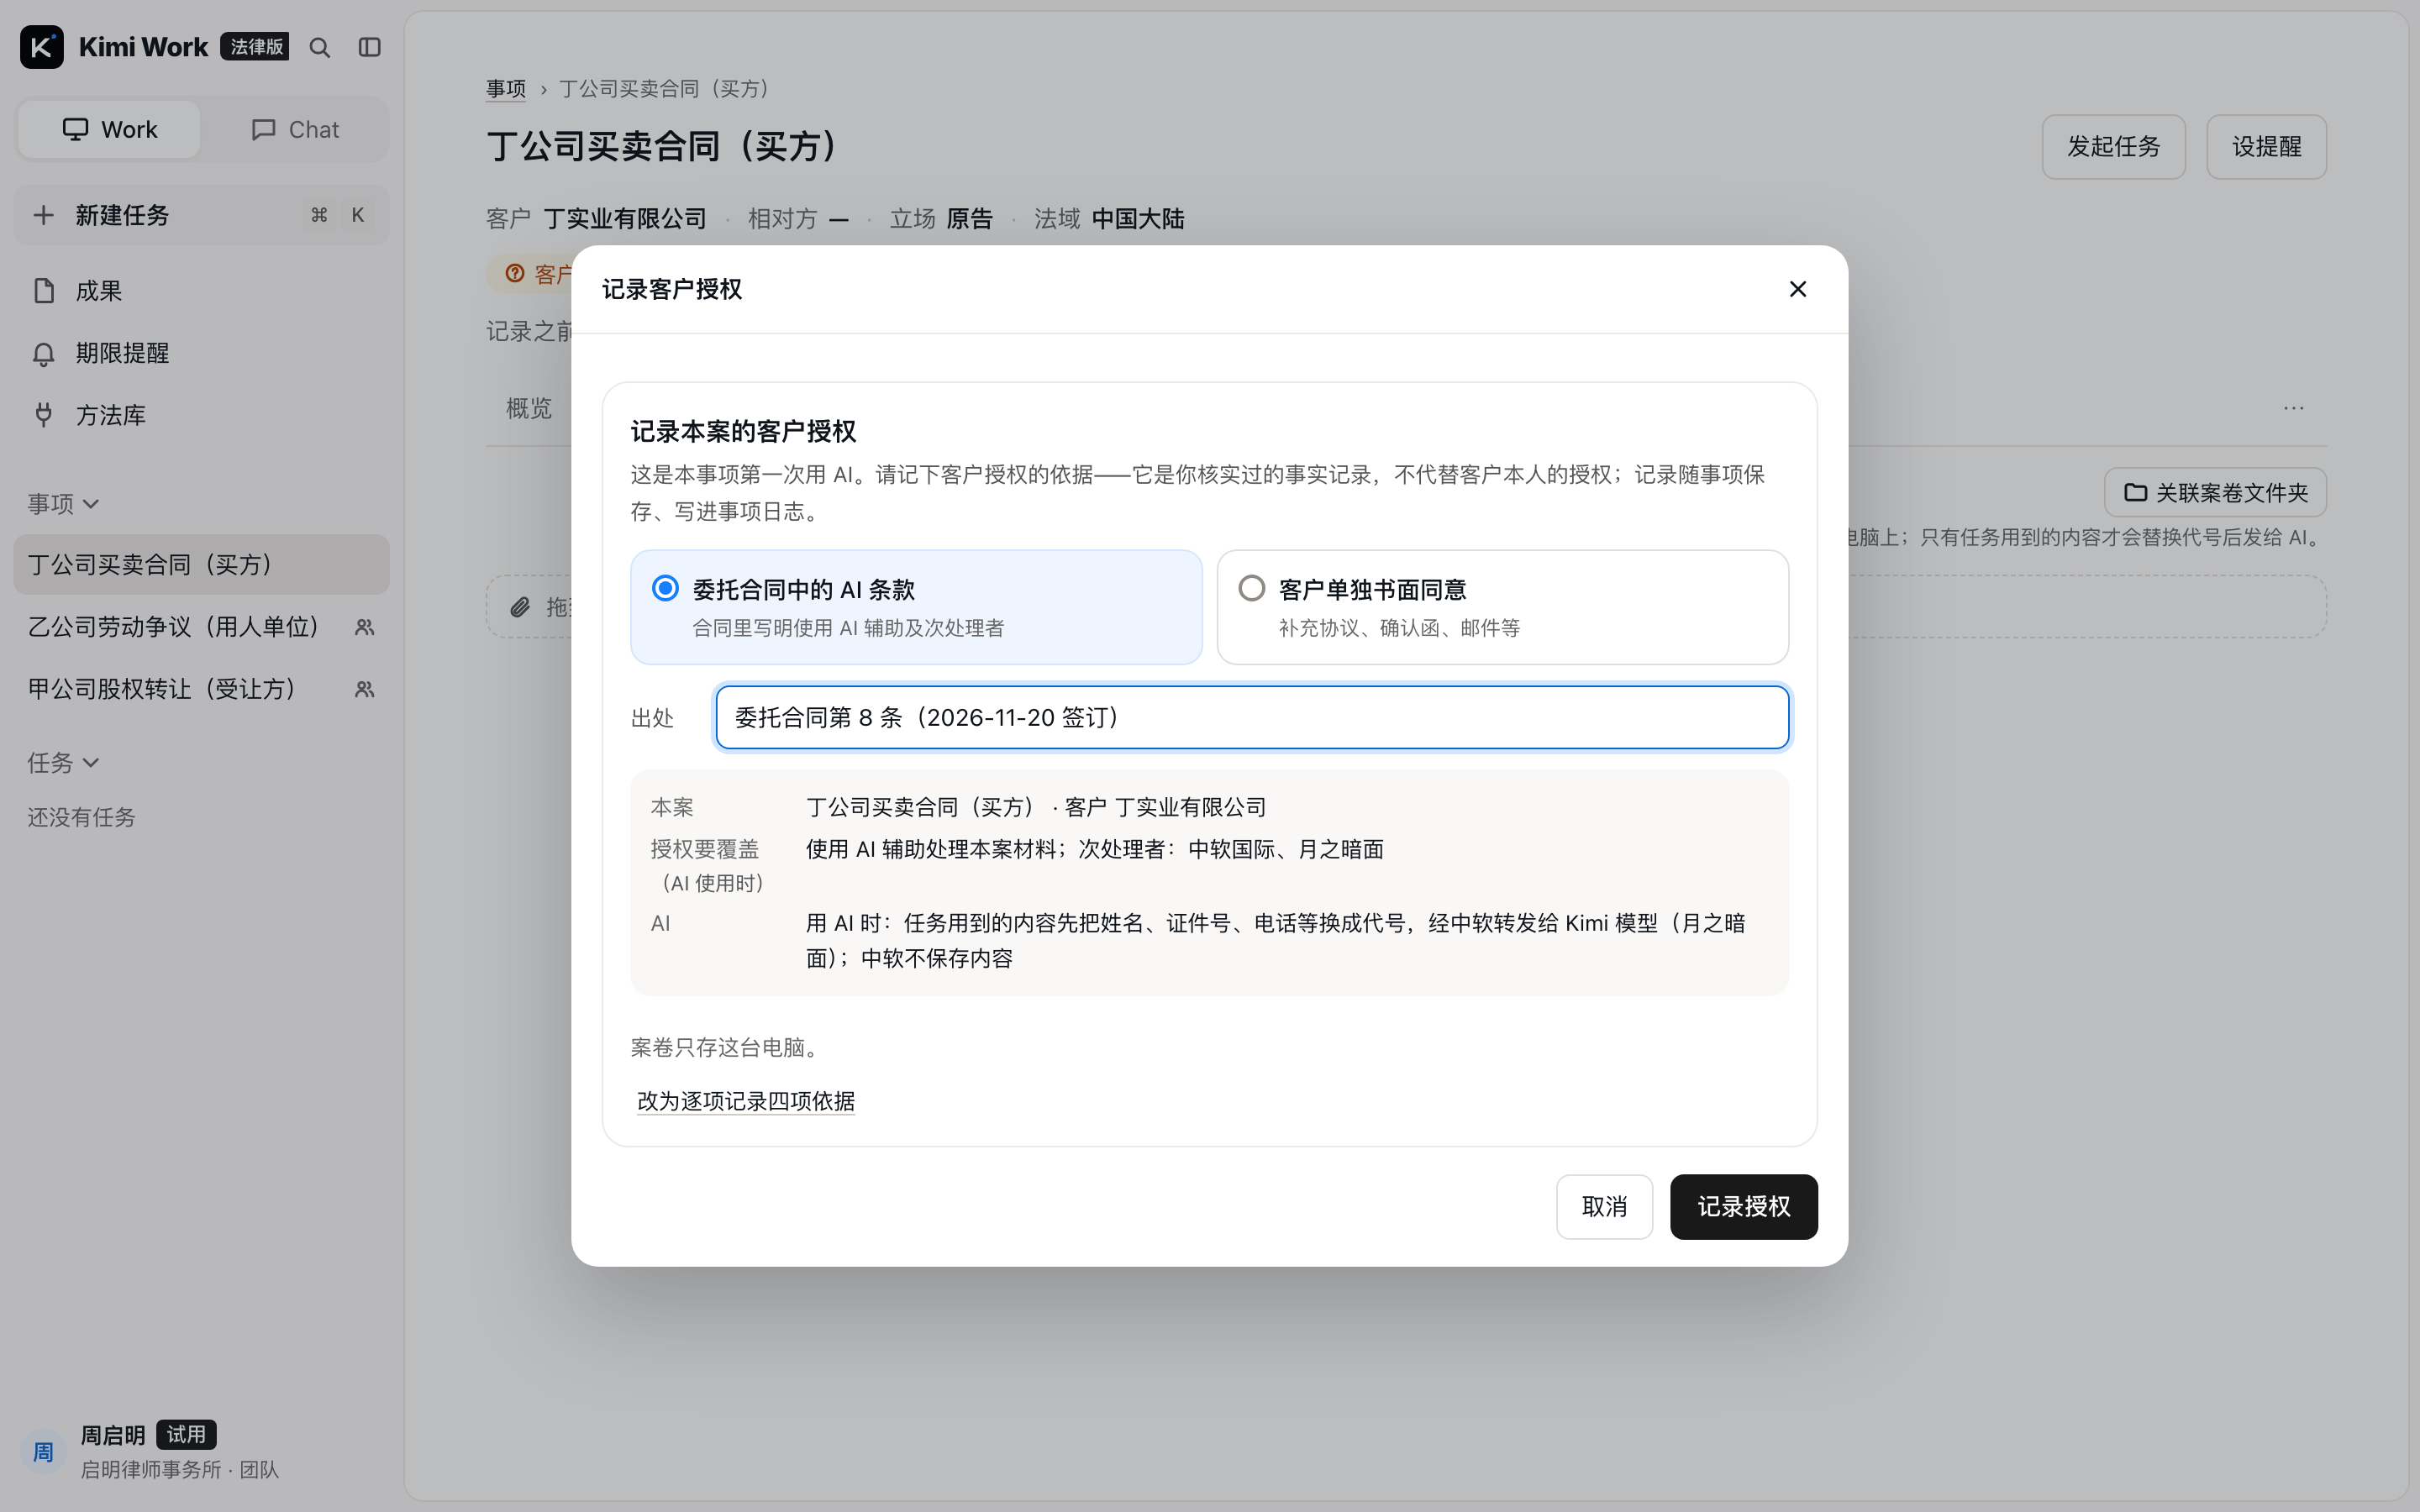 Kimi Work 法律版
Work
Chat
新建任务 ⌘ K
成果
期限提醒
方法库
事项
丁公司买卖合同（买方）
乙公司劳动争议（用人单位）
甲公司股权转让（受让方）
任务
还没有任务
周 周启明 试用
启明律师事务所 · 团队
事项 › 丁公司买卖合同（买方）
丁公司买卖合同（买方）
发起任务
设提醒
客户 丁实业有限公司 · 相对方 — · 立场 原告 · 法域 中国大陆
客户
记录之前
概览
...
关联案卷文件夹
电脑上；只有任务用到的内容才会替换代号后发给 AI。
记录客户授权
记录本案的客户授权
这是本事项第一次用 AI。请记下客户授权的依据——它是你核实过的事实记录，不代替客户本人的授权；记录随事项保
存、写进事项日志。
委托合同中的 AI 条款
合同里写明使用 AI 辅助及次处理者
客户单独书面同意
补充协议、确认函、邮件等
出处 委托合同第 8 条（2026-11-20 签订）
本案 丁公司买卖合同（买方） · 客户 丁实业有限公司
授权要覆盖 使用 AI 辅助处理本案材料；次处理者：中软国际、月之暗面
（AI 使用时）
AI 用 AI 时：任务用到的内容先把姓名、证件号、电话等换成代号，经中软转发给 Kimi 模型（月之暗
面）；中软不保存内容
案卷只存这台电脑。
改为逐项记录四项依据
取消
记录授权